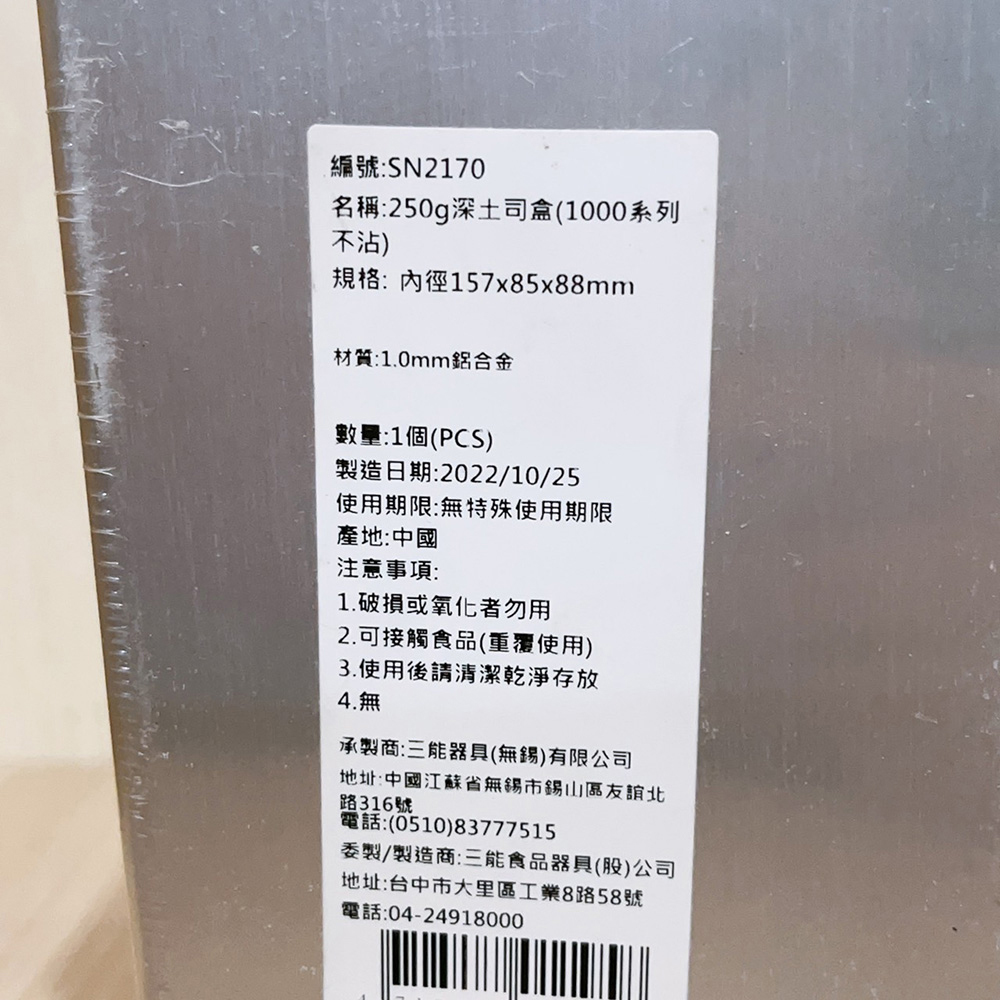 編號:SN2170
名稱:250g深土司盒(1000系列
不沾)
規格: 內徑157x85x88mm
材質:1.0mm鋁合金
數量:1個(PCS)
製造日期:2022/10/25
使用期限:無特殊使用期限
產地:中國
注意事項:
1.破損或氧化者勿用
2.可接觸食品(重覆使用)
3.使用後請清潔乾淨存放
4.無
承製商:三能器具(無錫)有限公司
地址:中國江蘇省無錫市錫山區友誼北
路316號
電話:(0510)83777515
委製/製造商:三能食品器具(股)公司
地址:台中市大里區工業8路58號
電話:04-24918000